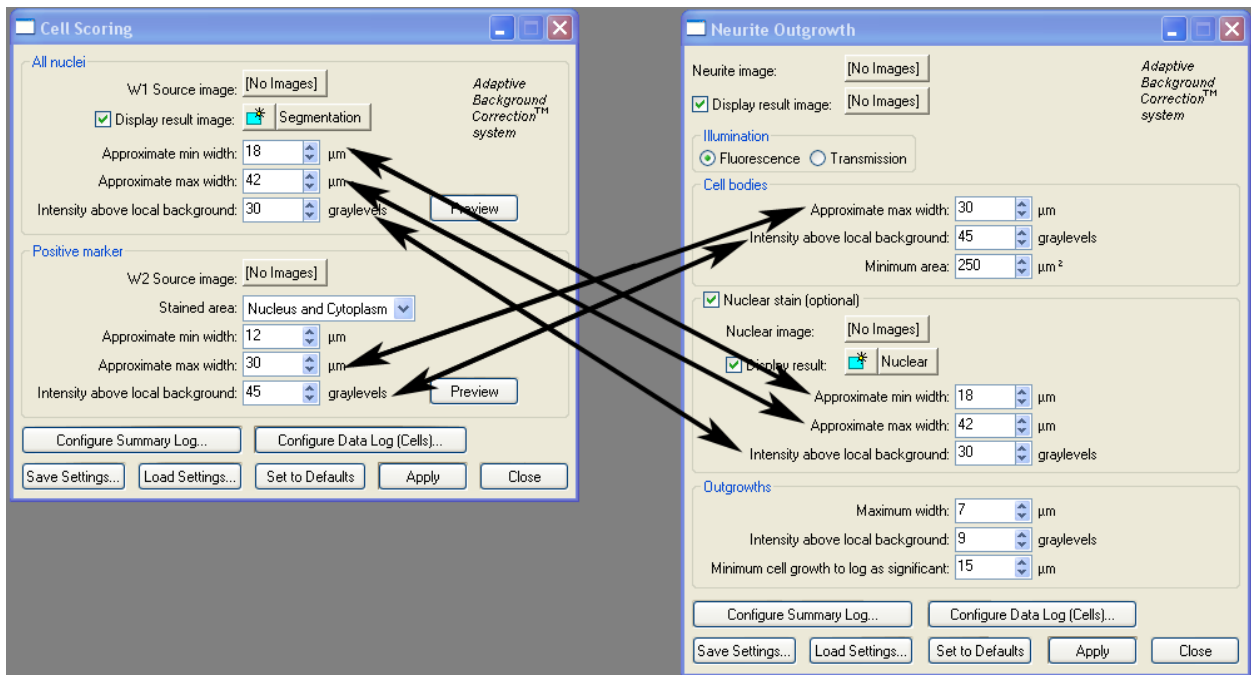 Cell Scoring
All nuclei
W1 Source image: [No Images]
Adaptive
Background
Correction™
system
Display result image: Segmentation
Approximate min width: 18 µm
Approximate max width: 42 µm
Intensity above local background: 30 graylevels Preview
Positive marker
W2 Source image: [No Images]
Stained area: Nucleus and Cytoplasm
Approximate min width: 12 µm
Approximate max width: 30 µm
Intensity above local background: 45 graylevels Preview
Configure Summary Log... Configure Data Log (Cells)...
Save Settings... Load Settings... Set to Defaults Apply Close
Neurite Outgrowth
Neurite image: [No Images]
Adaptive
Background
Correction™
system
Display result image: [No Images]
Illumination
Fluorescence Transmission
Cell bodies
Approximate max width: 30 µm
Intensity above local background: 45 graylevels
Minimum area: 250 µm²
Nuclear stain (optional)
Nuclear image: [No Images]
Display result: Nuclear
Approximate min width: 18 µm
Approximate max width: 42 µm
Intensity above local background: 30 graylevels
Outgrowths
Maximum width: 7 µm
Intensity above local background: 9 graylevels
Minimum cell growth to log as significant: 15 µm
Configure Summary Log... Configure Data Log (Cells)...
Save Settings... Load Settings... Set to Defaults Apply Close